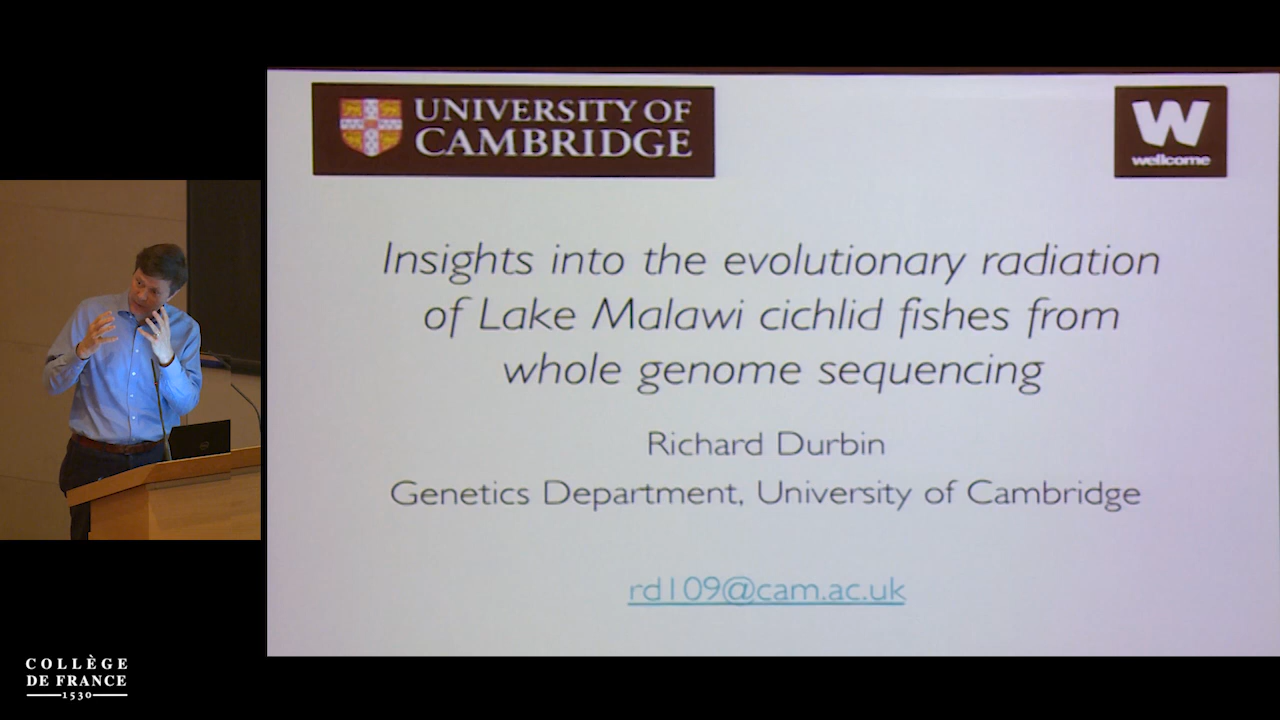 UNIVERSITY OF
CAMBRIDGE
W
wellcome
Insights into the evolutionary radiation
of Lake Malawi cichlid fishes from
whole genome sequencing
Richard Durbin
Genetics Department, University of Cambridge
rd109@cam.ac.uk
COLLÈGE
DE FRANCE
1530